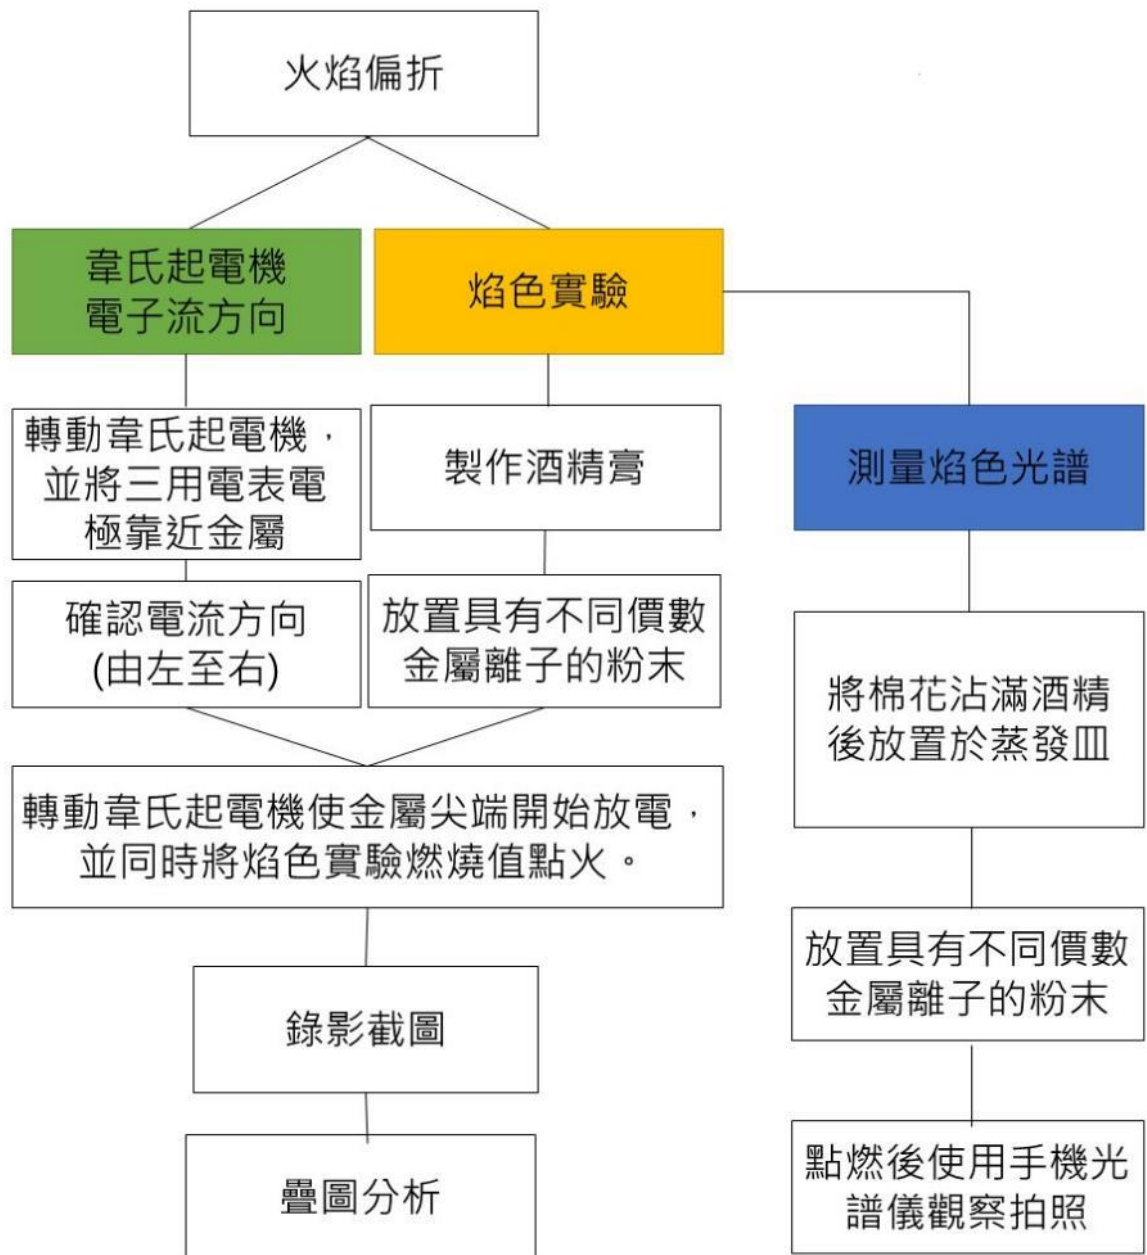 火焰偏折
韋氏起電機
電子流方向
焰色實驗
轉動韋氏起電機，
並將三用電表電
極靠近金屬
製作酒精膏
測量焰色光譜
確認電流方向
(由左至右)
放置具有不同價數
金屬離子的粉末
將棉花沾滿酒精
後放置於蒸發皿
轉動韋氏起電機使金屬尖端開始放電，
並同時將焰色實驗燃燒值點火。
放置具有不同價數
金屬離子的粉末
錄影截圖
點燃後使用手機光
譜儀觀察拍照
疊圖分析